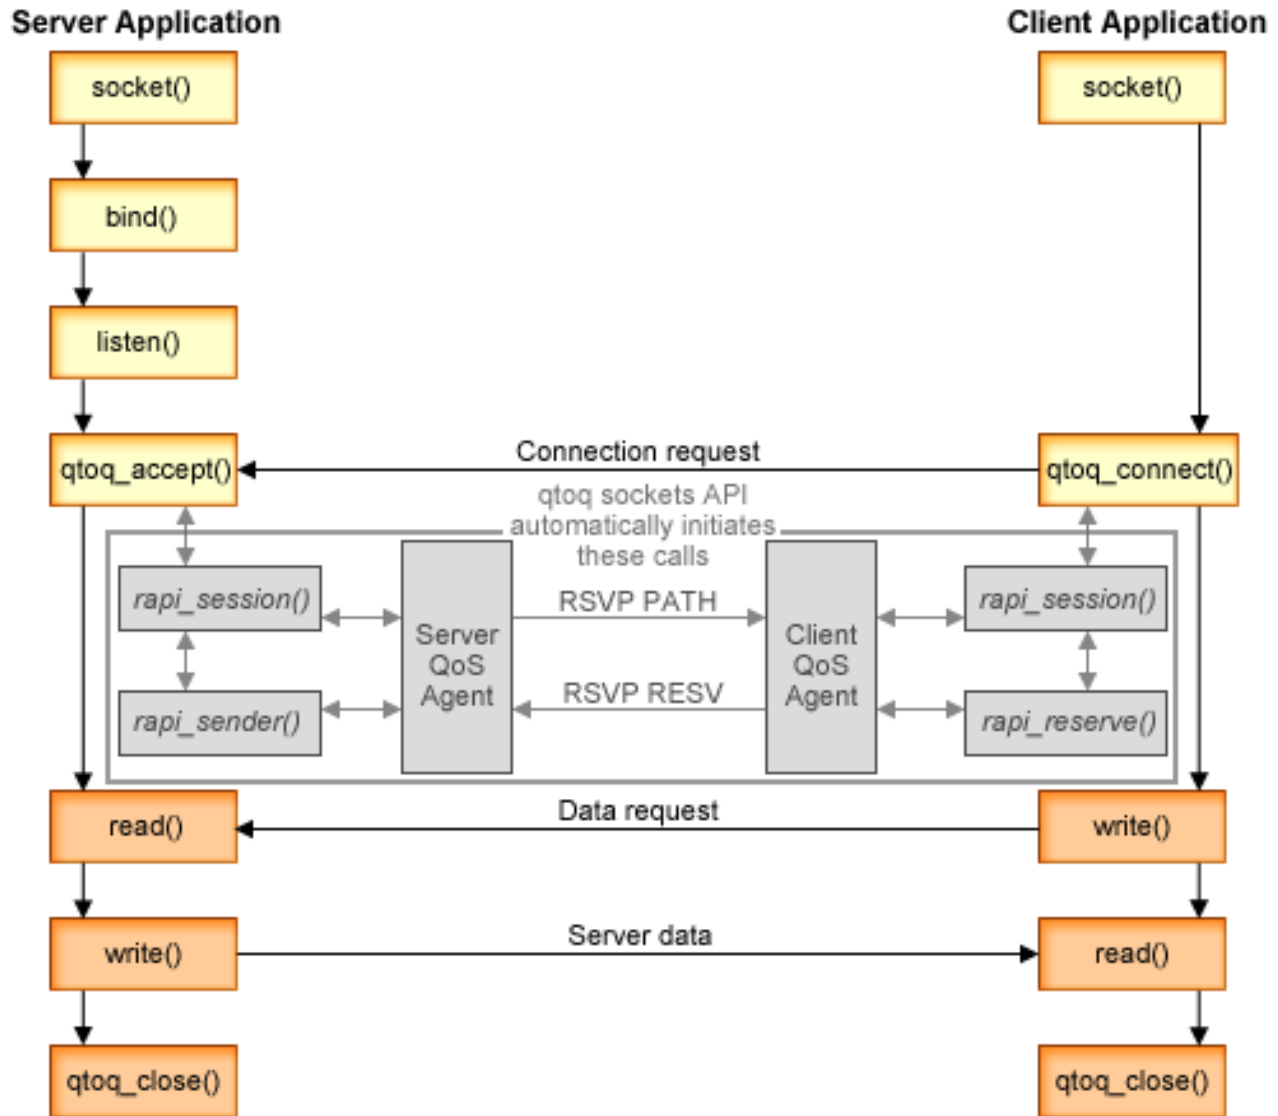 Server Application
Client Application
socket()
socket()
bind()
listen()
qtoq_accept()
Connection request
qtoq_connect()
qtoq sockets API
automatically initiates
these calls
rapi_session()
RSVP PATH
rapi_session()
Server
QoS
Agent
Client
QoS
Agent
rapi_sender()
RSVP RESV
rapi_reserve()
read()
Data request
write()
write()
Server data
read()
qtoq_close()
qtoq_close()